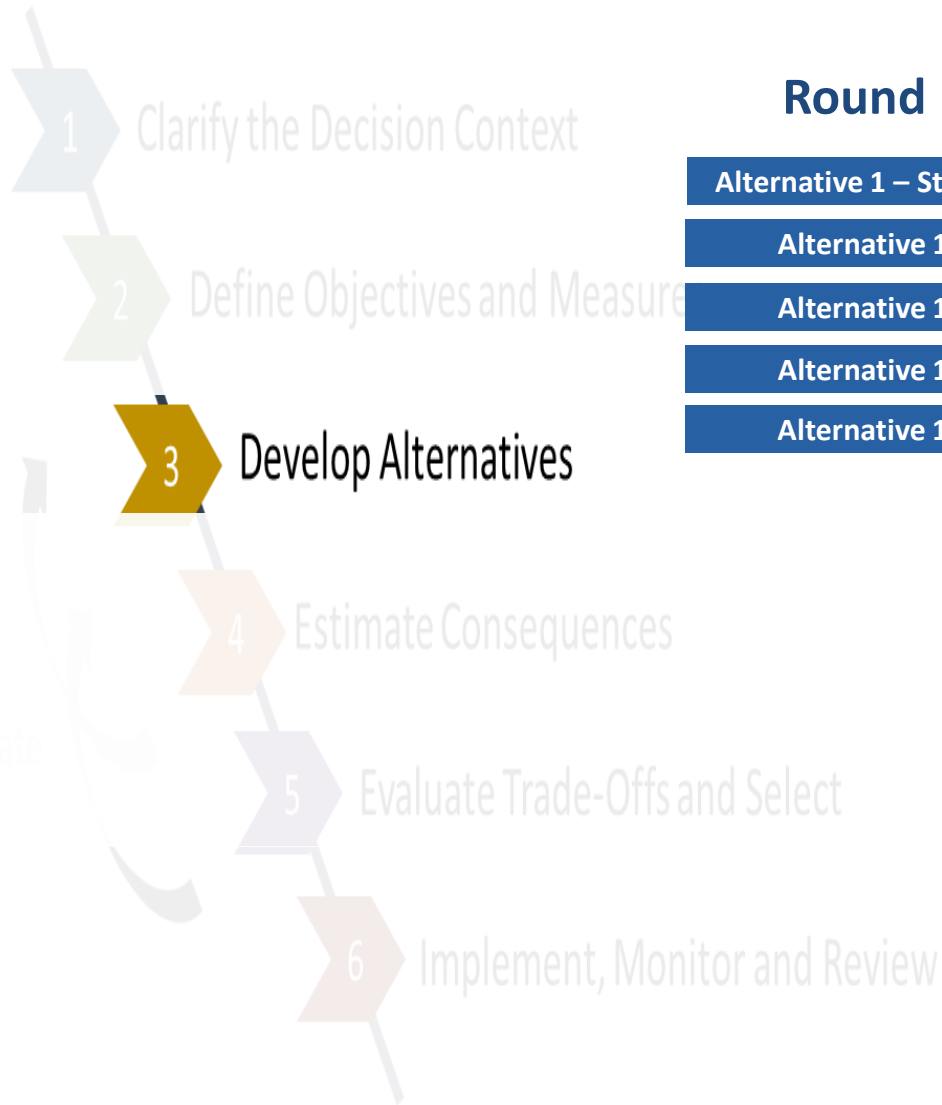 1 Clarify the Decision Context
2 Define Objectives and Measure
3 Develop Alternatives
4 Estimate Consequences
5 Evaluate Trade-Offs and Select
6 Implement, Monitor and Review
Round
Alternative 1 – St
Alternative 1
Alternative 1
Alternative 1
Alternative 1